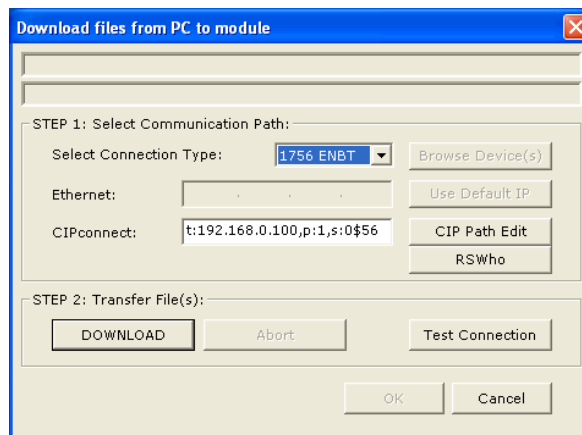 Download files from PC to module
STEP 1: Select Communication Path:
Select Connection Type: 1756 ENBT Browse Device(s)
Ethernet: . . . Use Default IP
CIPconnect: t:192.168.0.100,p:1,s:0$56 CIP Path Edit
RSWho
STEP 2: Transfer File(s):
DOWNLOAD Abort Test Connection
OK Cancel